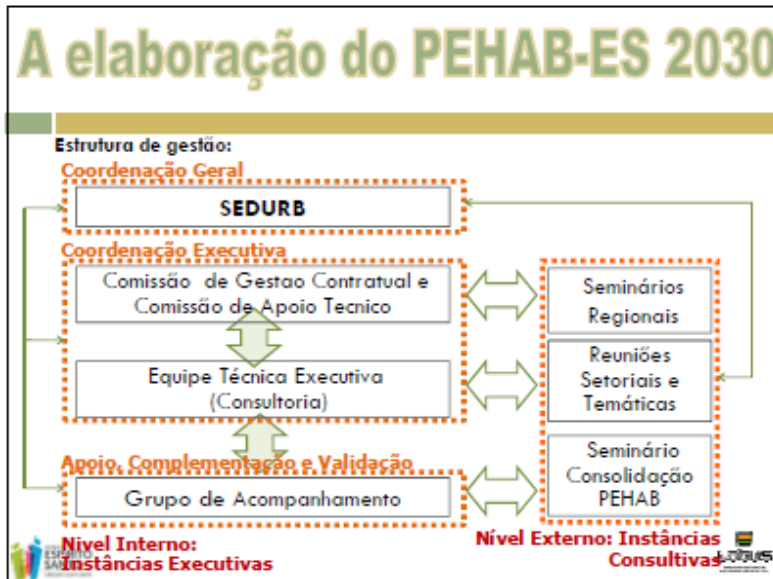 A elaboração do PEHAB-ES 2030
Estrutura de gestão:
Coordenação Geral
SEDURB
Coordenação Executiva
Comissão de Gestao Contratual e
Comissão de Apoio Tecnico
Equipe Técnica Executiva
(Consultoria)
Apoio, Complementação e Validação
Grupo de Acompanhamento
Seminários
Regionais
Reuniões
Setoriais e
Temáticas
Seminário
Consolidação
PEHAB
Nivel Interno:
Instâncias Executivas
Nível Externo: Instâncias
Consultivas